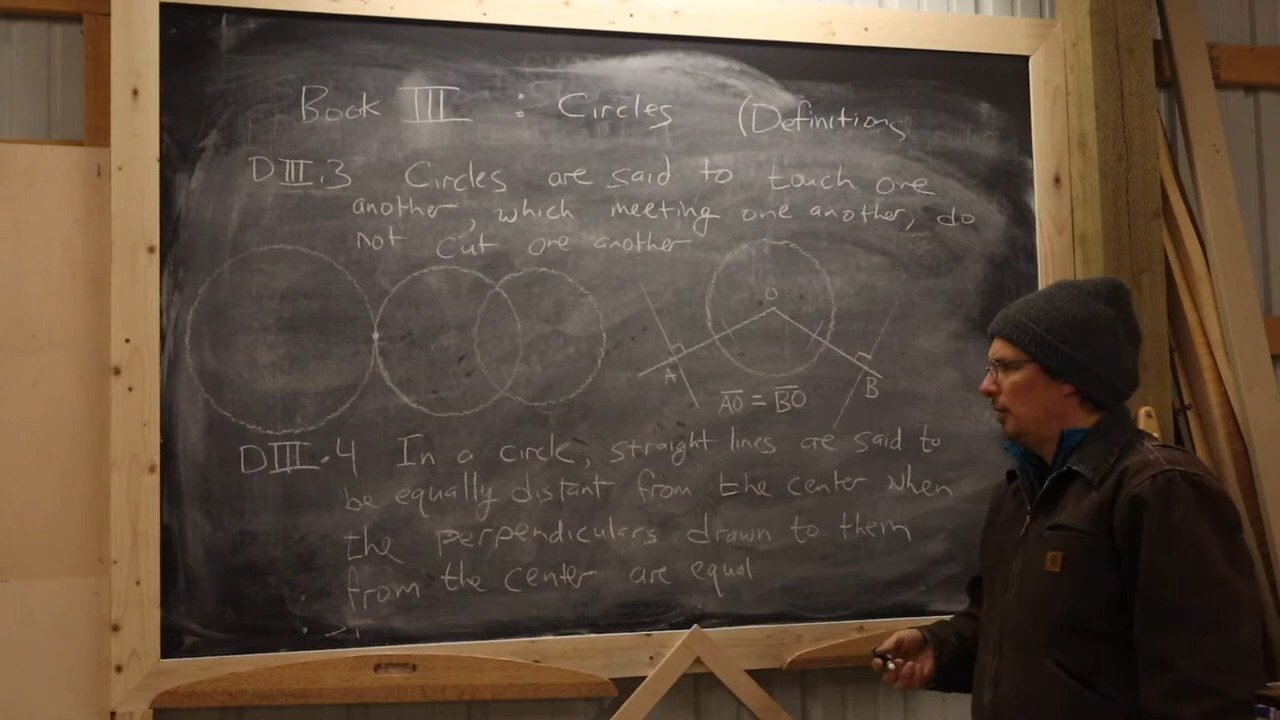 Book III : Circles (Definitions
DIII.3 Circles are said to touch one
another, which meeting one another, do
not cut one another
O
A
B
AO = BO
DIII.4 In a circle, straight lines are said to
be equally distant from the center when
the perpendiculars drawn to them
from the center are equal